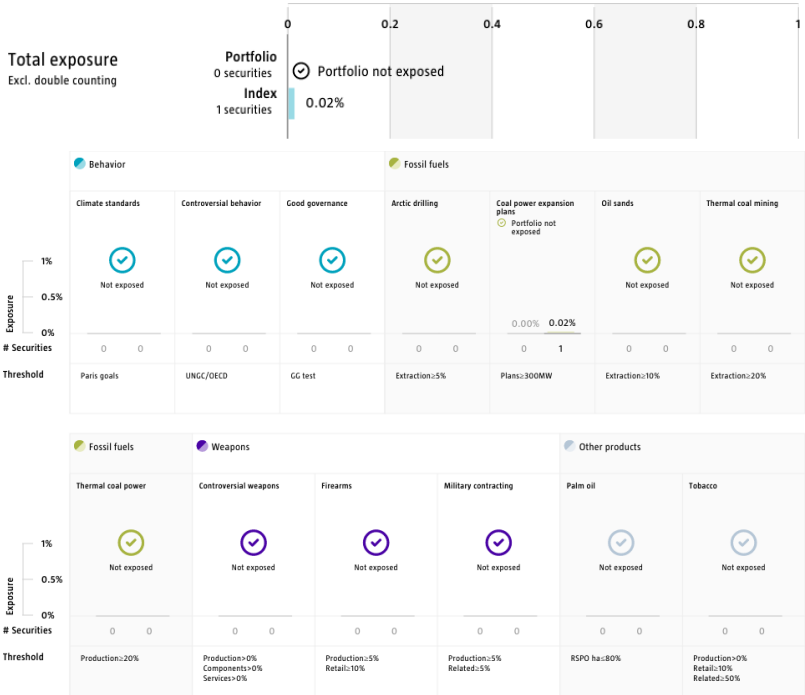 0 0.2 0.4 0.6 0.8 1
Total exposure
Excl. double counting
Portfolio
0 securities
Portfolio not exposed
Index
1 securities
0.02%
Behavior
Fossil fuels
Climate standards
Controversial behavior
Good governance
Arctic drilling
Coal power expansion
plans
Portfolio not
exposed
Oil sands
Thermal coal mining
Exposure
1%
0.5%
0%
Not exposed
Not exposed
Not exposed
Not exposed
0.00% 0.02%
Not exposed
Not exposed
# Securities
0 0
0 0
0 0
0 0
0 1
0 0
0 0
Threshold
Paris goals
UNGC/OECD
GG test
Extraction≥5%
Plans≥300MW
Extraction≥10%
Extraction≥20%
Fossil fuels
Weapons
Other products
Thermal coal power
Controversial weapons
Firearms
Military contracting
Palm oil
Tobacco
Exposure
1%
0.5%
0%
Not exposed
Not exposed
Not exposed
Not exposed
Not exposed
Not exposed
# Securities
0 0
0 0
0 0
0 0
0 0
0 0
Threshold
Production≥20%
Production>0%
Components>0%
Services>0%
Production≥5%
Retail≥10%
Production≥5%
Related≥5%
RSPO ha≤80%
Production>0%
Retail≥10%
Related≥50%